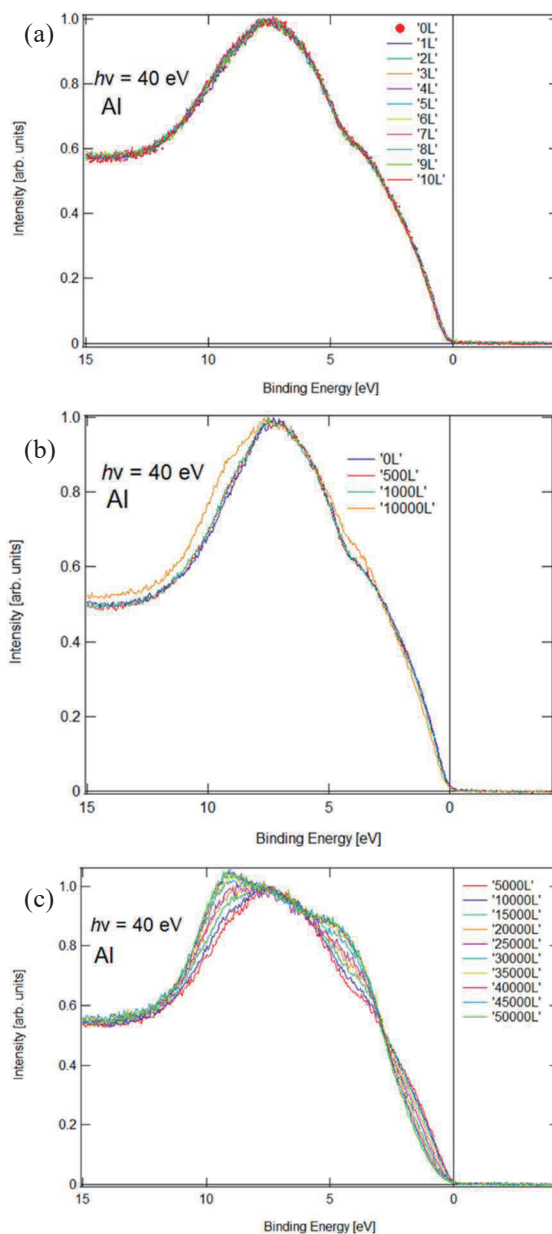 (a)
Intensity [arb. units]
1.0
0.8
0.6
0.4
0.2
0
hν = 40 eV
Al
'0L'
'1L'
'2L'
'3L'
'4L'
'5L'
'6L'
'7L'
'8L'
'9L'
'10L'
15
10
5
0
Binding Energy [eV]
(b)
Intensity [arb. units]
1.0
0.8
0.6
0.4
0.2
0
hν = 40 eV
Al
'0L'
'500L'
'1000L'
'10000L'
15
10
5
0
Binding Energy [eV]
(c)
Intensity [arb. units]
1.0
0.8
0.6
0.4
0.2
0
hν = 40 eV
Al
'5000L'
'10000L'
'15000L'
'20000L'
'25000L'
'30000L'
'35000L'
'40000L'
'45000L'
'50000L'
15
10
5
0
Binding Energy [eV]